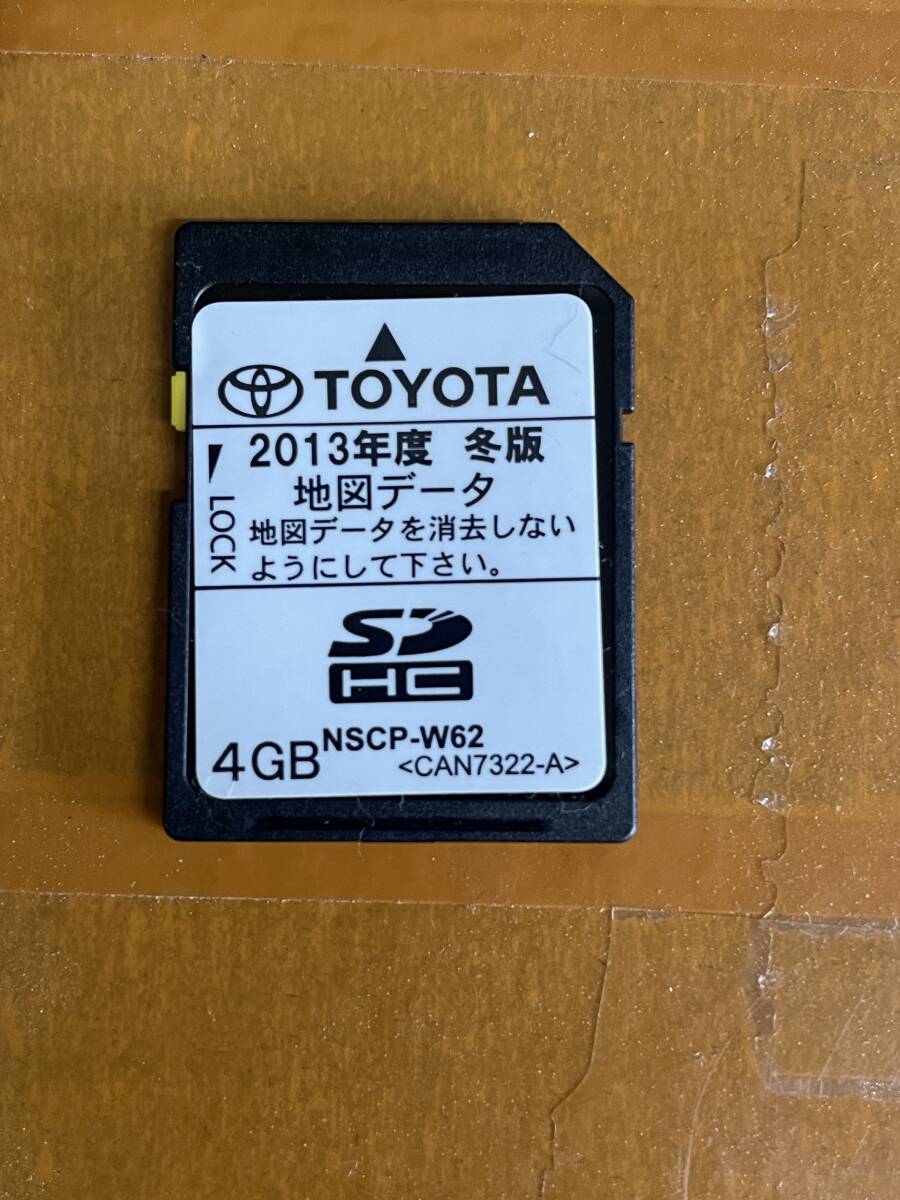 TOYOTA
2013年度 冬版
地図データ
LOCK
地図データを消去しない
ようにして下さい。
SD
HC
4GB
NSCP-W62
<CAN7322-A>